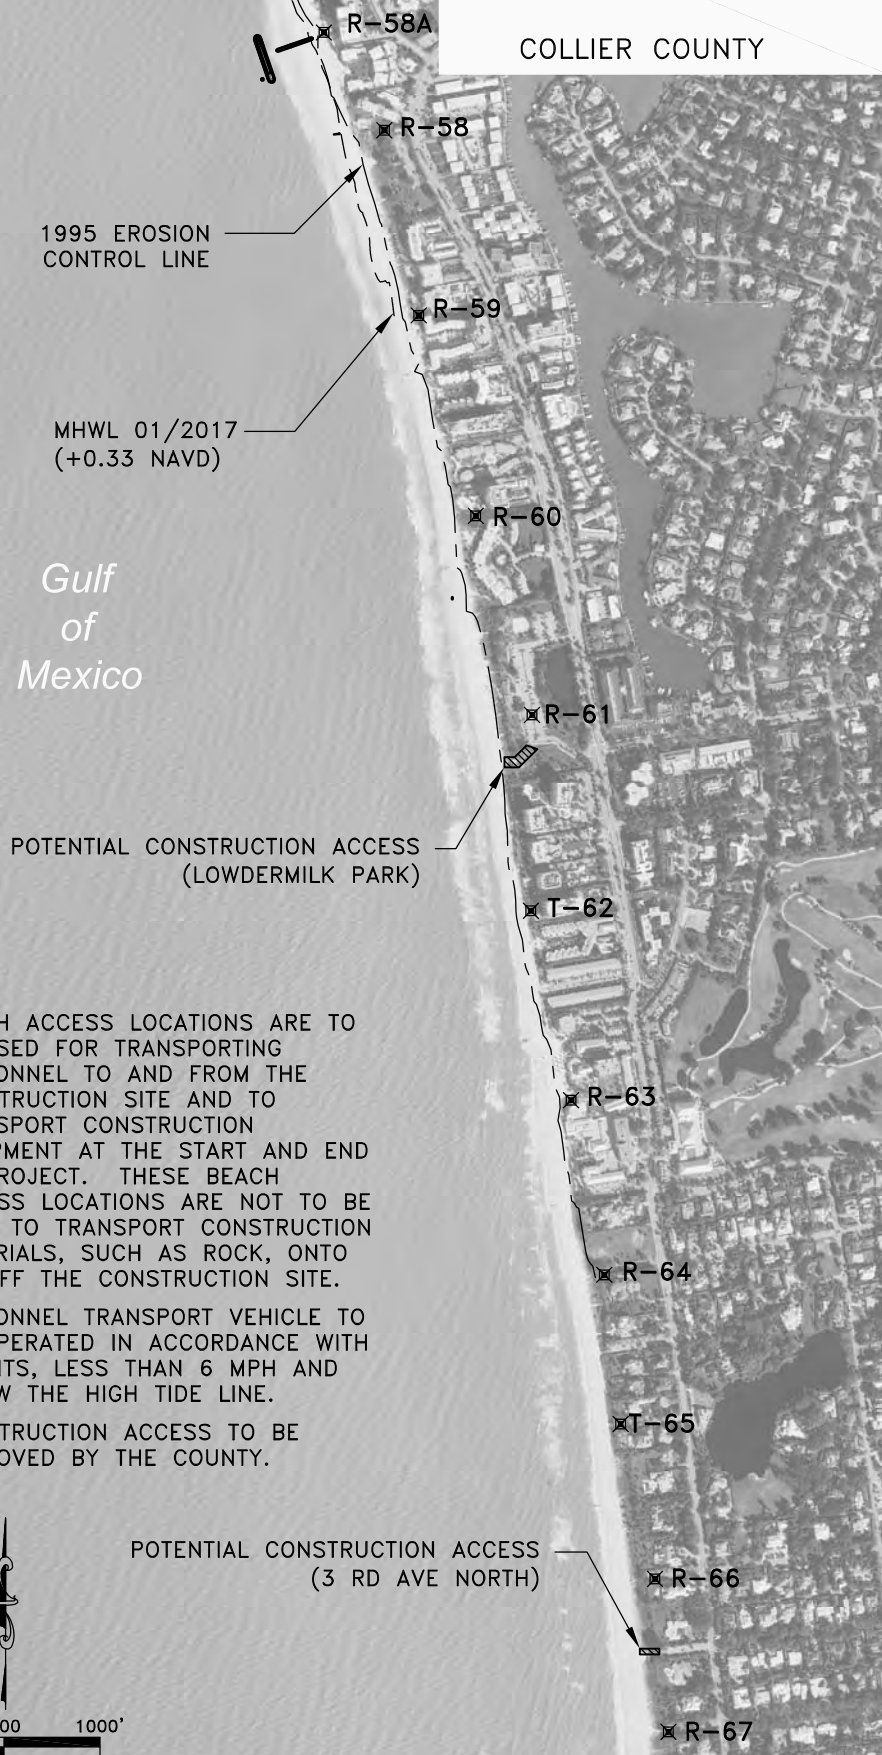 R-58A
COLLIER COUNTY
R-58
1995 EROSION
CONTROL LINE
R-59
MHWL 01/2017
(+0.33 NAVD)
R-60
Gulf
of
Mexico
R-61
POTENTIAL CONSTRUCTION ACCESS
(LOWDERMILK PARK)
T-62
H ACCESS LOCATIONS ARE TO
SED FOR TRANSPORTING
ONNEL TO AND FROM THE
TRUCTION SITE AND TO
SPORT CONSTRUCTION
PMENT AT THE START AND END
ROJECT. THESE BEACH
SS LOCATIONS ARE NOT TO BE
TO TRANSPORT CONSTRUCTION
RIALS, SUCH AS ROCK, ONTO
FF THE CONSTRUCTION SITE.
R-63
R-64
ONNEL TRANSPORT VEHICLE TO
PERATED IN ACCORDANCE WITH
ITS, LESS THAN 6 MPH AND
W THE HIGH TIDE LINE.
TRUCTION ACCESS TO BE
OVED BY THE COUNTY.
T-65
POTENTIAL CONSTRUCTION ACCESS
(3 RD AVE NORTH)
R-66
00 1000'
R-67